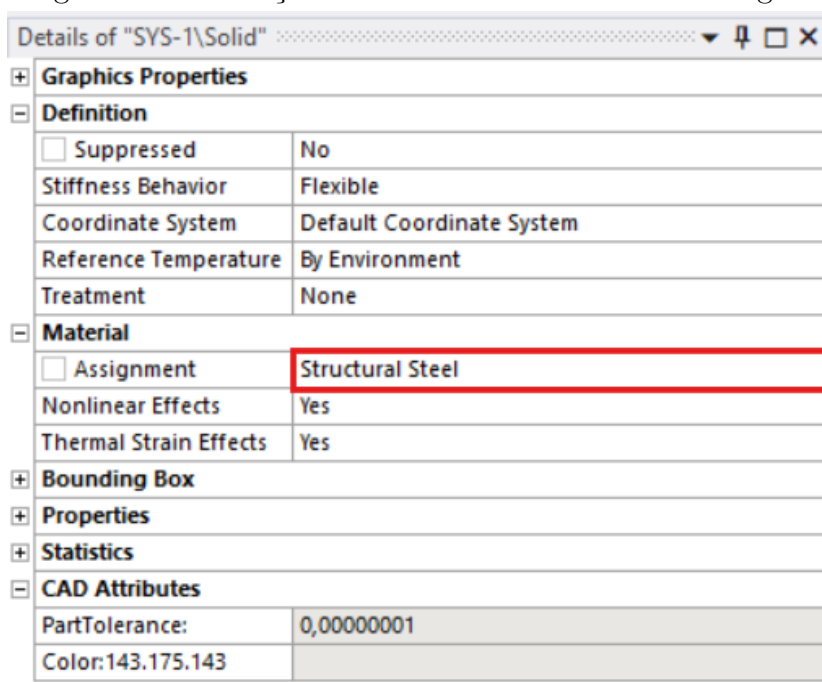 Details of "SYS-1\Solid"
Graphics Properties
Definition
Suppressed No
Stiffness Behavior Flexible
Coordinate System Default Coordinate System
Reference Temperature By Environment
Treatment None
Material
Assignment Structural Steel
Nonlinear Effects Yes
Thermal Strain Effects Yes
Bounding Box
Properties
Statistics
CAD Attributes
PartTolerance: 0,00000001
Color:143.175.143